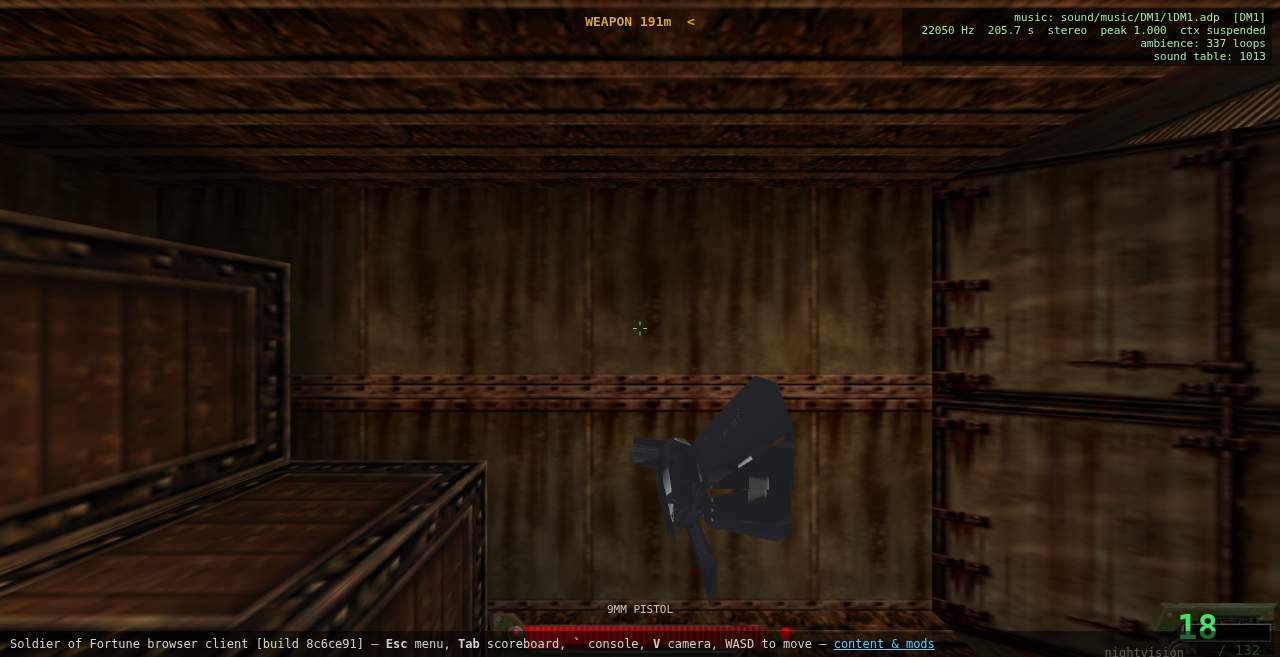 WEAPON 191m <
music: sound/music/DM1/lDM1.adp [DM1]
22050 Hz 205.7 s stereo peak 1.000 ctx suspended
ambience: 337 loops
sound table: 1013
9MM PISTOL
18
/ 132
nightvision
Soldier of Fortune browser client [build 8c6ce91] — Esc menu, Tab scoreboard, ` console, V camera, WASD to move — content & mods